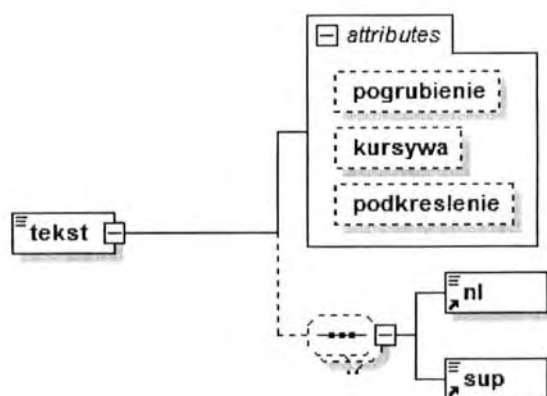 attributes
pogrubienie
kursywa
podkreslenie
tekst
nl
sup